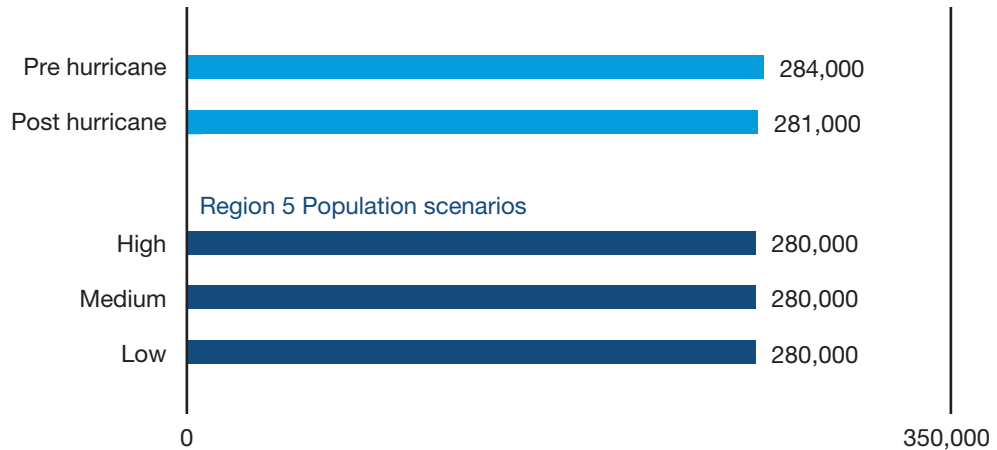 Pre hurricane 284,000
Post hurricane 281,000
Region 5 Population scenarios
High 280,000
Medium 280,000
Low 280,000
0 350,000